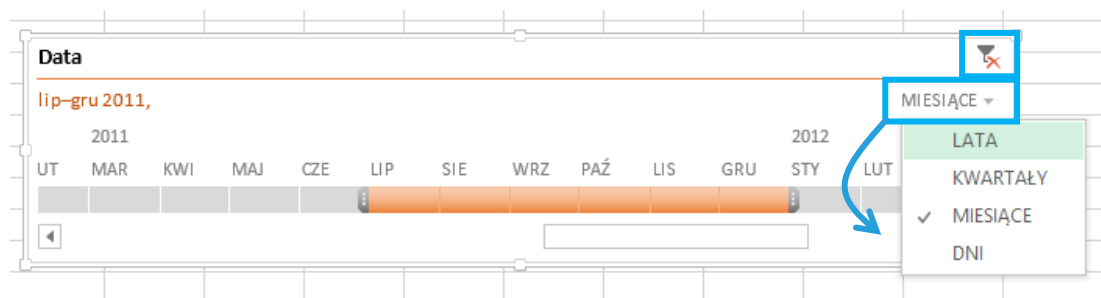 Data
lip–gru 2011,
MIESIĄCE
2011 2012
UT MAR KWI MAJ CZE LIP SIE WRZ PAŹ LIS GRU STY LUT
LATA
KWARTAŁY
MIESIĄCE
DNI